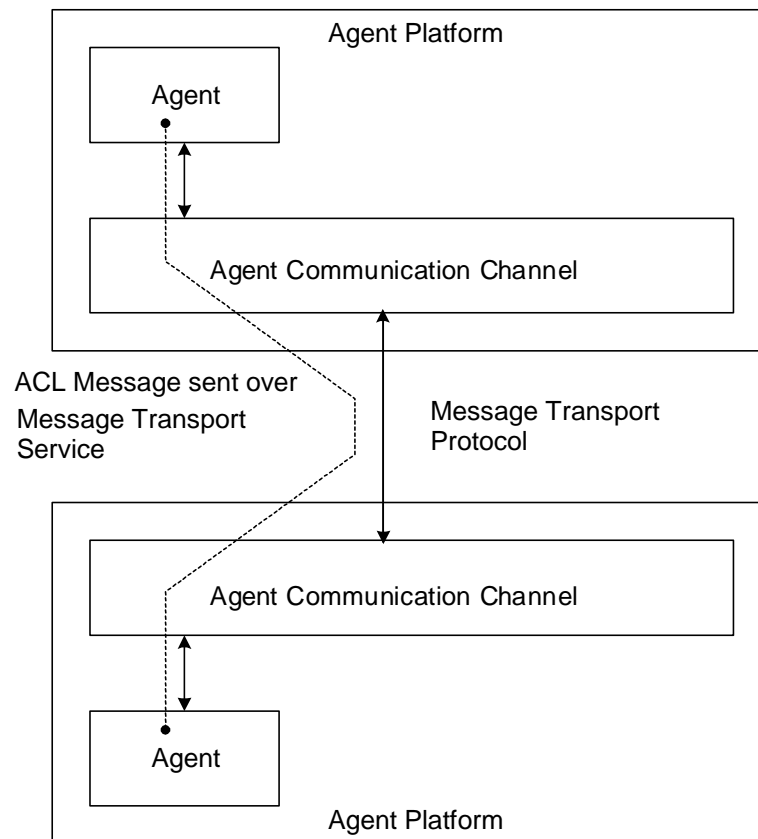 Agent Platform
Agent
Agent Communication Channel
ACL Message sent over
Message Transport
Service
Message Transport
Protocol
Agent Communication Channel
Agent
Agent Platform